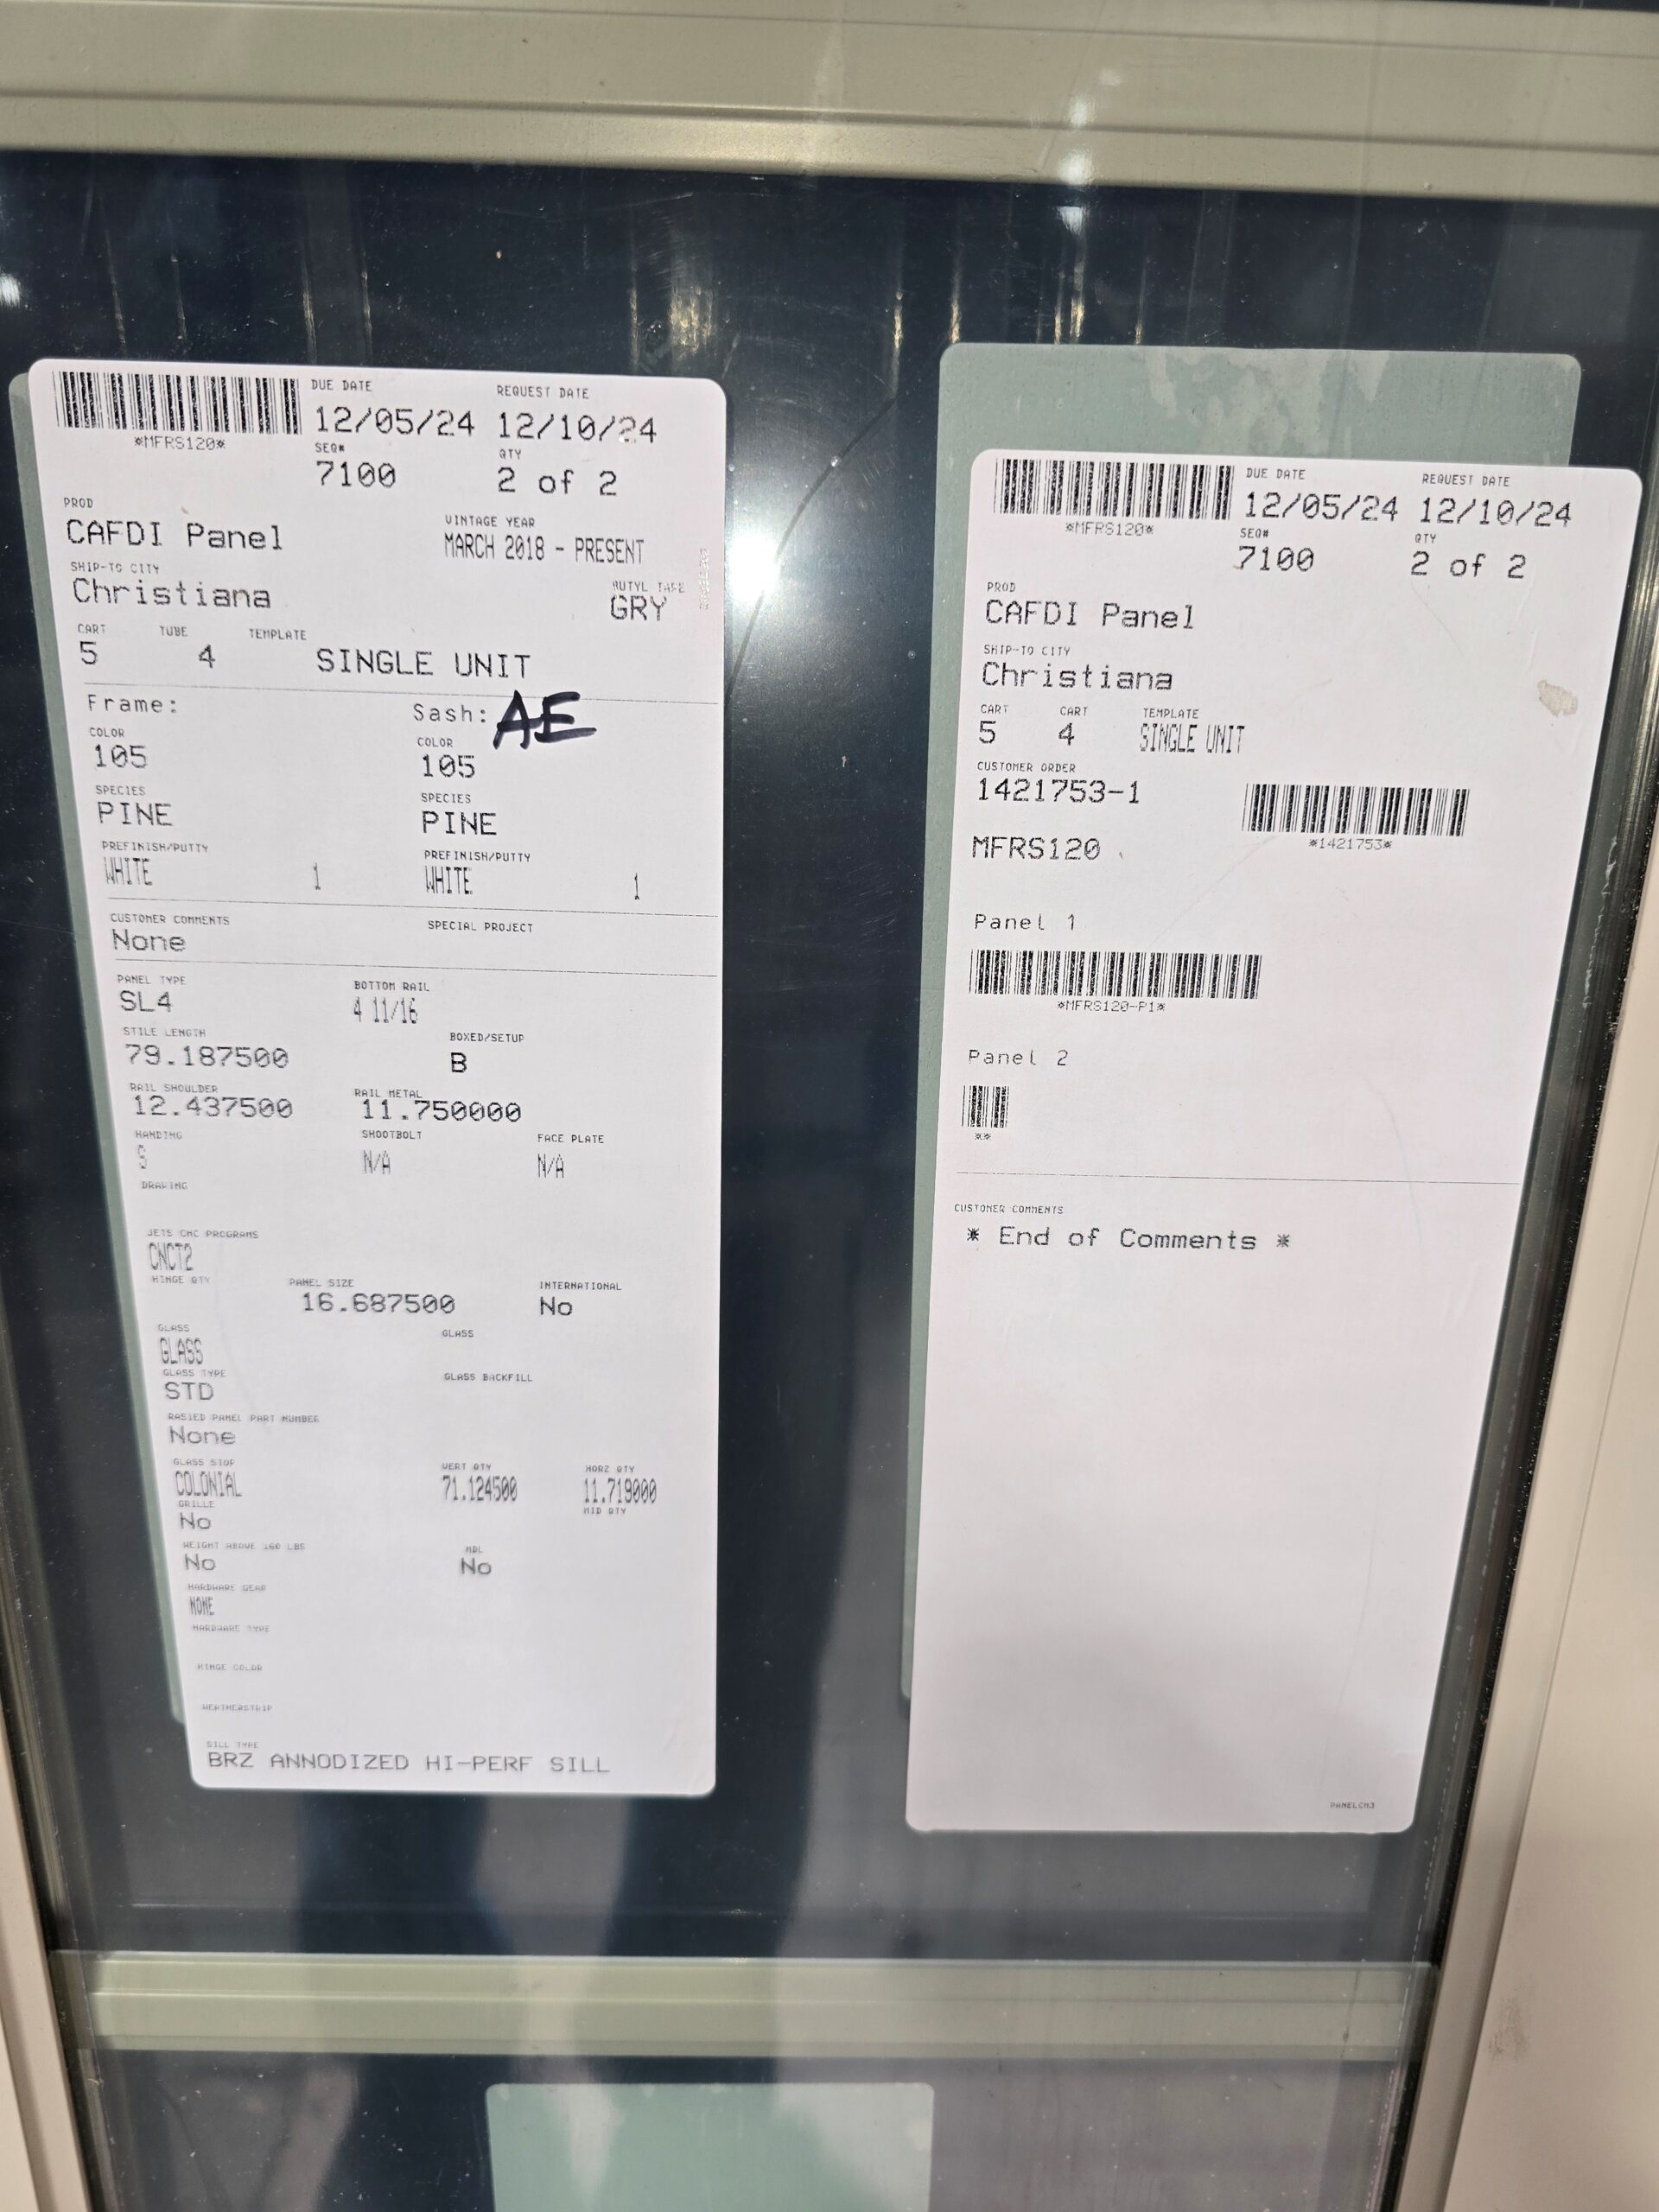 DUE DATE REQUEST DATE
12/05/24 12/10/24
*MFRS120*
SEQ# QTY
7100 2 of 2
PROD VINTAGE YEAR
CAFDI Panel MARCH 2018 - PRESENT
SHIP-TO CITY BUTYL TAPE
Christiana GRY
CART TUBE TEMPLATE
5 4 SINGLE UNIT
Frame: Sash: AE
COLOR COLOR
105 105
SPECIES SPECIES
PINE PINE
PREFINISH/PUTTY PREFINISH/PUTTY
WHITE 1 WHITE 1
CUSTOMER COMMENTS SPECIAL PROJECT
None
PANEL TYPE BOTTOM RAIL
SL4 4 11/16
STILE LENGTH BOXED/SETUP
79.187500 B
RAIL SHOULDER RAIL METAL
12.437500 11.750000
HANDING SHOOTBOLT FACE PLATE
S N/A N/A
DRAWING
JETS CNC PROGRAMS
CNCT2
HINGE QTY PANEL SIZE INTERNATIONAL
16.687500 No
GLASS GLASS
GLASS
GLASS TYPE GLASS BACKFILL
STD
RASIED PANEL PART NUMBER
None
GLASS STOP VERT QTY HORZ QTY
COLONIAL 71.124500 11.719000
GRILLE MID QTY
No
WEIGHT ABOVE 160 LBS MDL
No No
HARDWARE GEAR
NONE
HARDWARE TYPE
HINGE COLOR
WEATHERSTRIP
SILL TYPE
BRZ ANNODIZED HI-PERF SILL
DUE DATE REQUEST DATE
12/05/24 12/10/24
*MFRS120*
SEQ# QTY
7100 2 of 2
PROD
CAFDI Panel
SHIP-TO CITY
Christiana
CART CART TEMPLATE
5 4 SINGLE UNIT
CUSTOMER ORDER
1421753-1
*1421753*
MFRS120
Panel 1
*MFRS120-P1*
Panel 2
**
CUSTOMER COMMENTS
* End of Comments *
PANELCM3